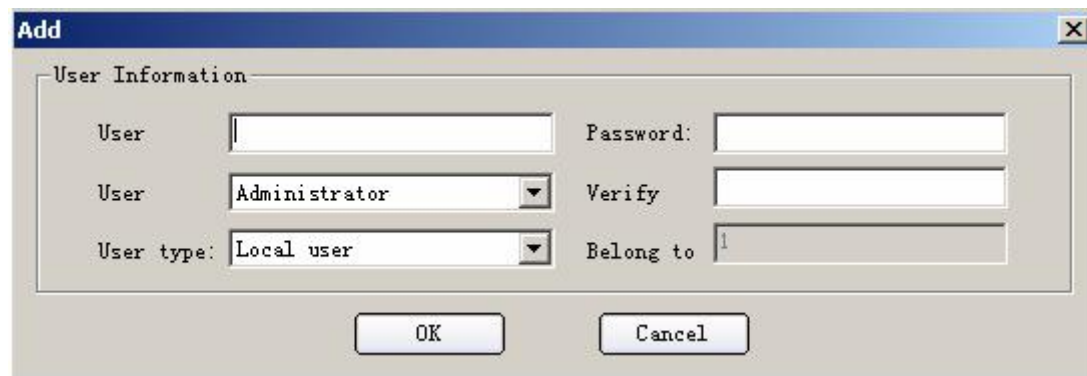 Add
User Information
User Password:
User Administrator Verify
User type: Local user Belong to 1
OK Cancel